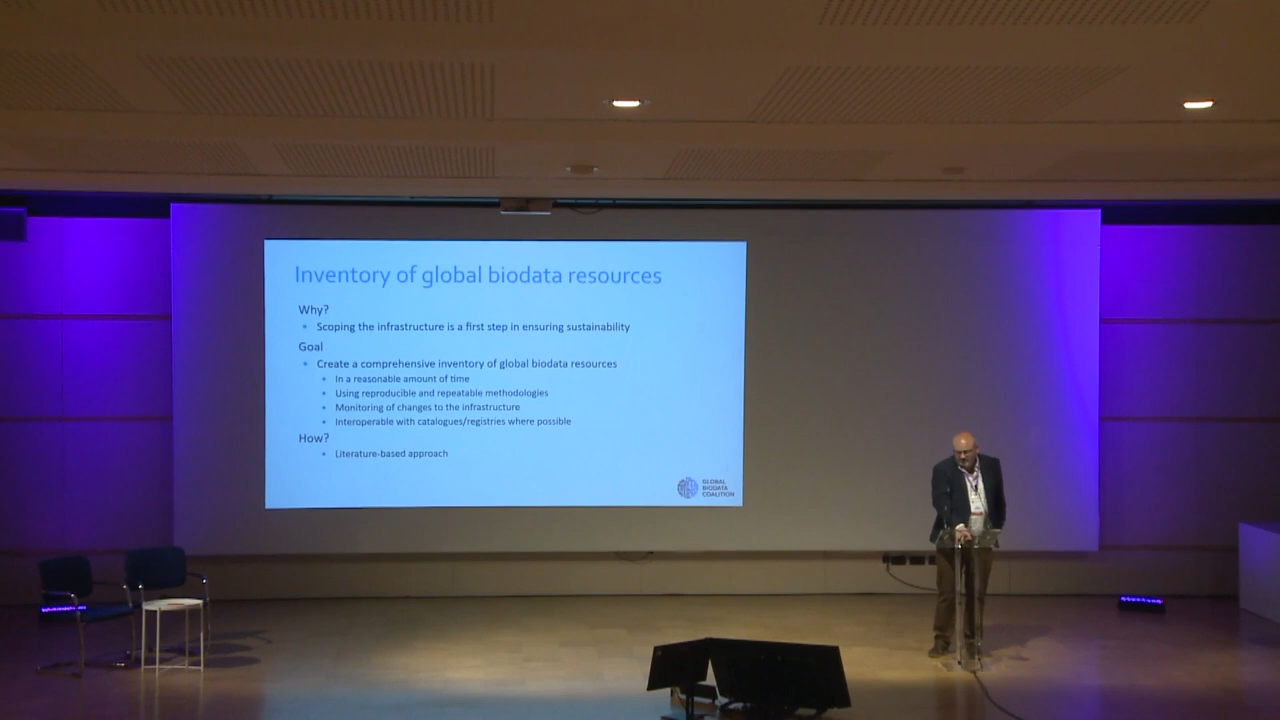 Inventory of global biodata resources
Why?
Scoping the infrastructure is a first step in ensuring sustainability
Goal
Create a comprehensive inventory of global biodata resources
In a reasonable amount of time
Using reproducible and repeatable methodologies
Monitoring of changes to the infrastructure
Interoperable with catalogues/registries where possible
How?
Literature-based approach
GLOBAL
BIODATA
COALITION